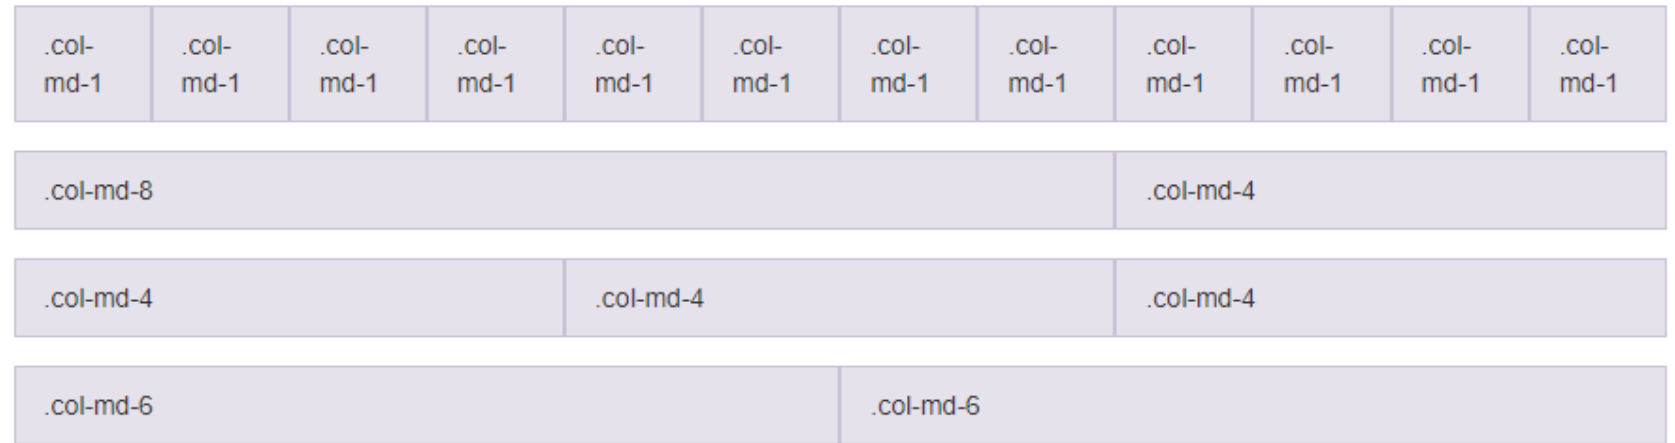 .col- .col- .col- .col- .col- .col- .col- .col- .col- .col- .col- .col-
md-1 md-1 md-1 md-1 md-1 md-1 md-1 md-1 md-1 md-1 md-1 md-1
.col-md-8 .col-md-4
.col-md-4 .col-md-4 .col-md-4
.col-md-6 .col-md-6